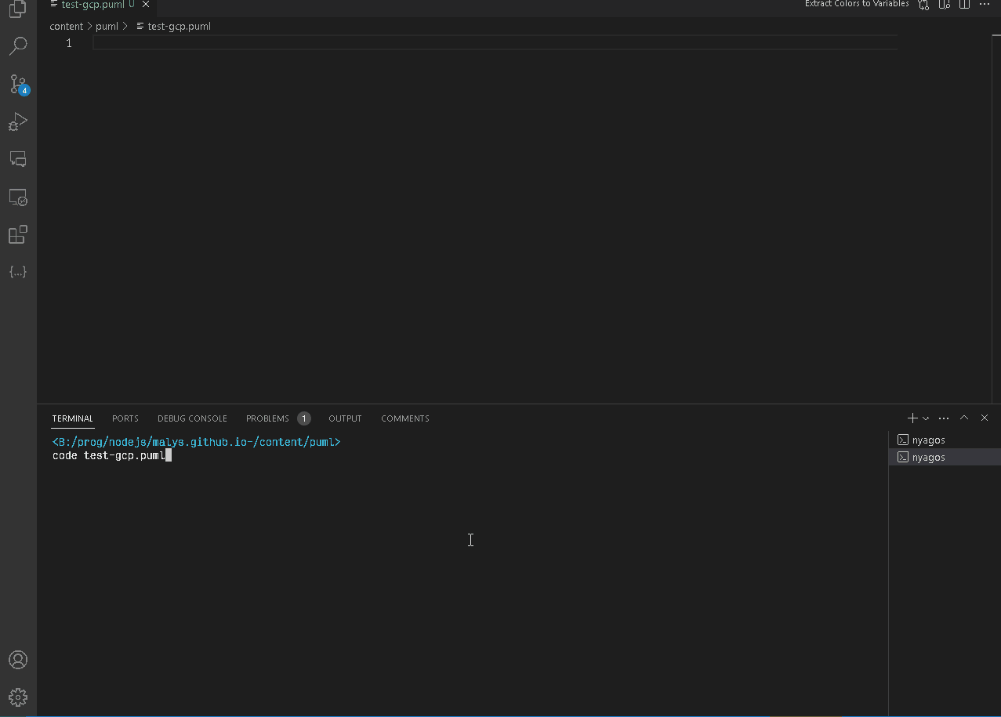 test-gcp.puml U
Extract Colors to Variables
content > puml > test-gcp.puml
1
4
{...}
TERMINAL PORTS DEBUG CONSOLE PROBLEMS 1 OUTPUT COMMENTS
<B:/prog/nodejs/malys.github.io-/content/puml>
code test-gcp.puml
nyagos
nyagos